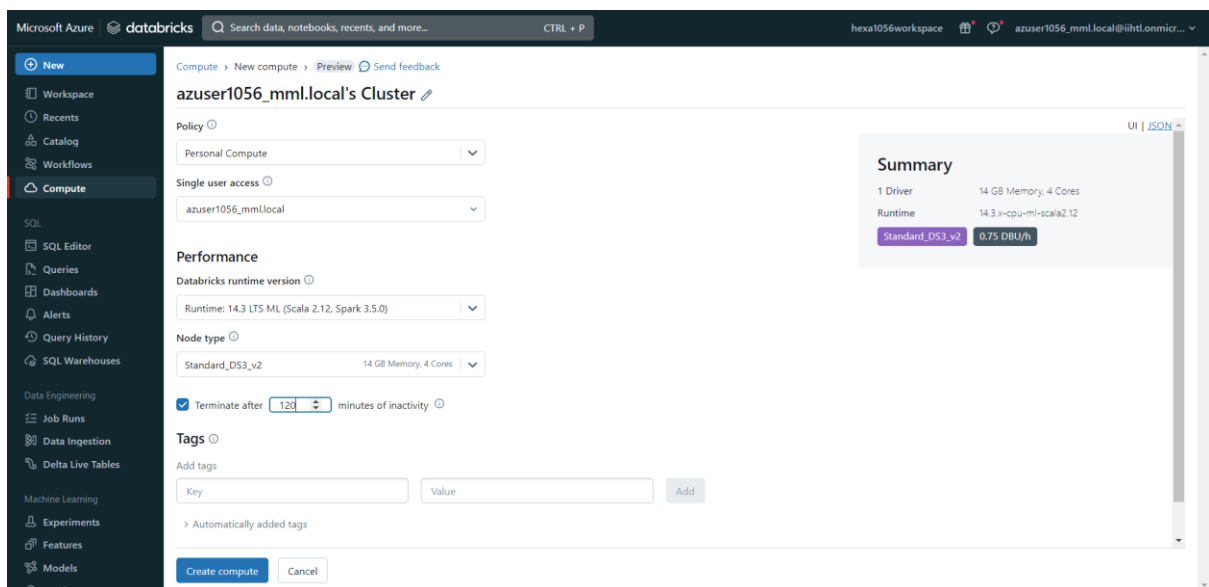 Microsoft Azure databricks Search data, notebooks, recents, and more... CTRL + P hexa1056workspace azuser1056_mml.local@iihtl.onmicr...
New
Workspace
Recents
Catalog
Workflows
Compute
SQL
SQL Editor
Queries
Dashboards
Alerts
Query History
SQL Warehouses
Data Engineering
Job Runs
Data Ingestion
Delta Live Tables
Machine Learning
Experiments
Features
Models
Compute > New compute > Preview Send feedback
azuser1056_mml.local's Cluster
UI | JSON
Policy
Personal Compute
Single user access
azuser1056_mml.local
Performance
Databricks runtime version
Runtime: 14.3 LTS ML (Scala 2.12, Spark 3.5.0)
Node type
Standard_DS3_v2 14 GB Memory, 4 Cores
Terminate after 120 minutes of inactivity
Tags
Add tags
Key Value Add
> Automatically added tags
Create compute Cancel
Summary
1 Driver 14 GB Memory, 4 Cores
Runtime 14.3.x-cpu-ml-scala2.12
Standard_DS3_v2 0.75 DBU/h